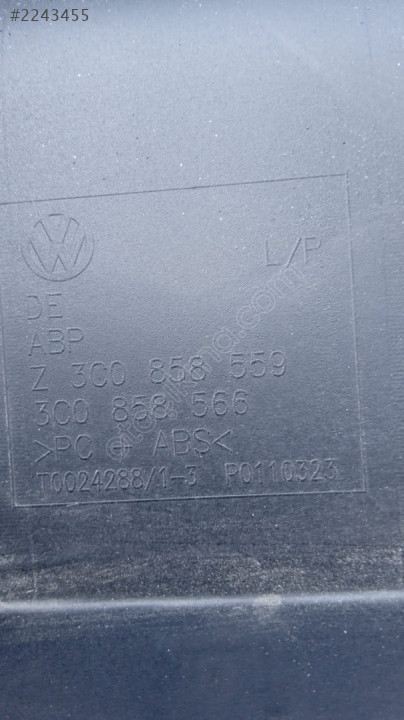 #2243455
L/R
DE
ABP
Z 3C0 858 559
3C0 858 566
>PC + ABS<
T0024288/1-3 P0110323